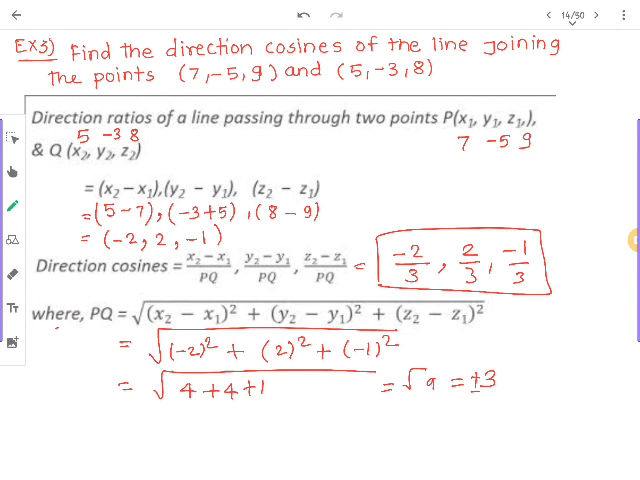 14/50
Ex3) Find the direction cosines of the line joining
the points (7,-5,9) and (5,-3,8)
Direction ratios of a line passing through two points P(x₁, y₁, z₁,),
5 -3 8
7 -5 9
& Q (x₂, y₂, z₂)
= (x₂ − x₁),(y₂ − y₁), (z₂ − z₁)
= (5-7), (-3+5), (8-9)
= (-2, 2, -1)
Direction cosines = x₂−x₁/PQ, y₂−y₁/PQ, z₂−z₁/PQ = -2/3, 2/3, -1/3
where, PQ = √(x₂ − x₁)² + (y₂ − y₁)² + (z₂ − z₁)²
= √(-2)² + (2)² + (-1)²
= √4+4+1 = √9 = ±3